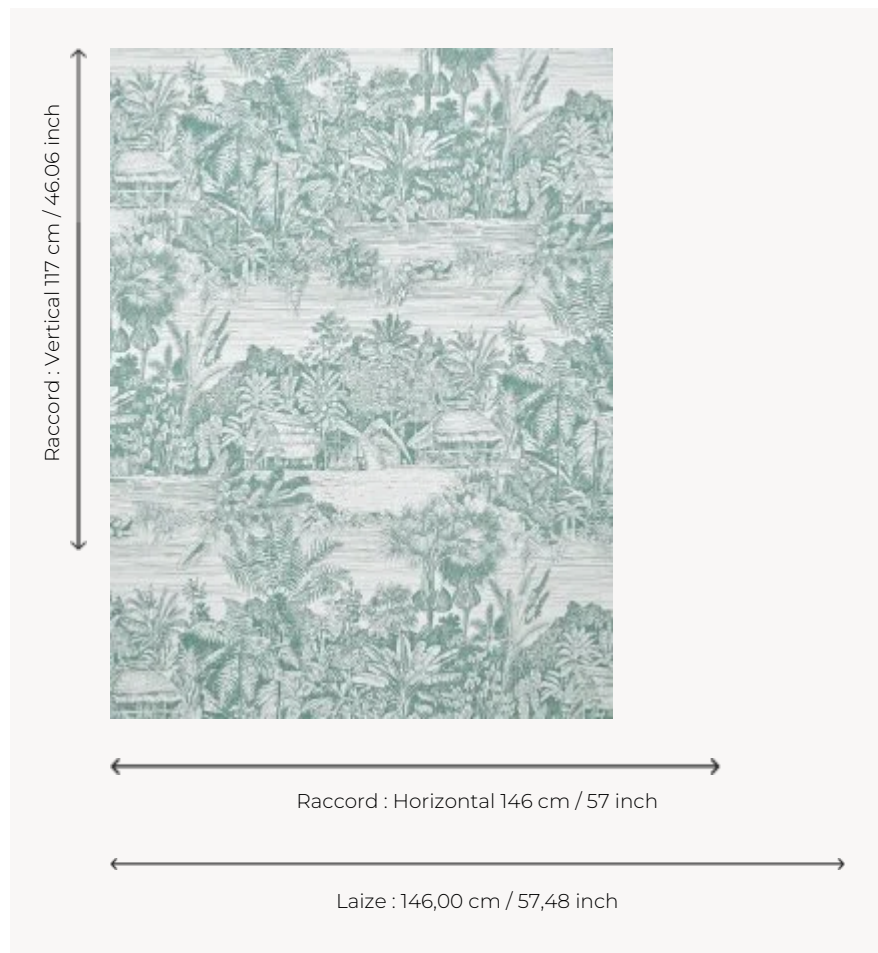 Raccord : Vertical 117 cm / 46.06 inch
Raccord : Horizontal 146 cm / 57 inch
Laize : 146,00 cm / 57,48 inch